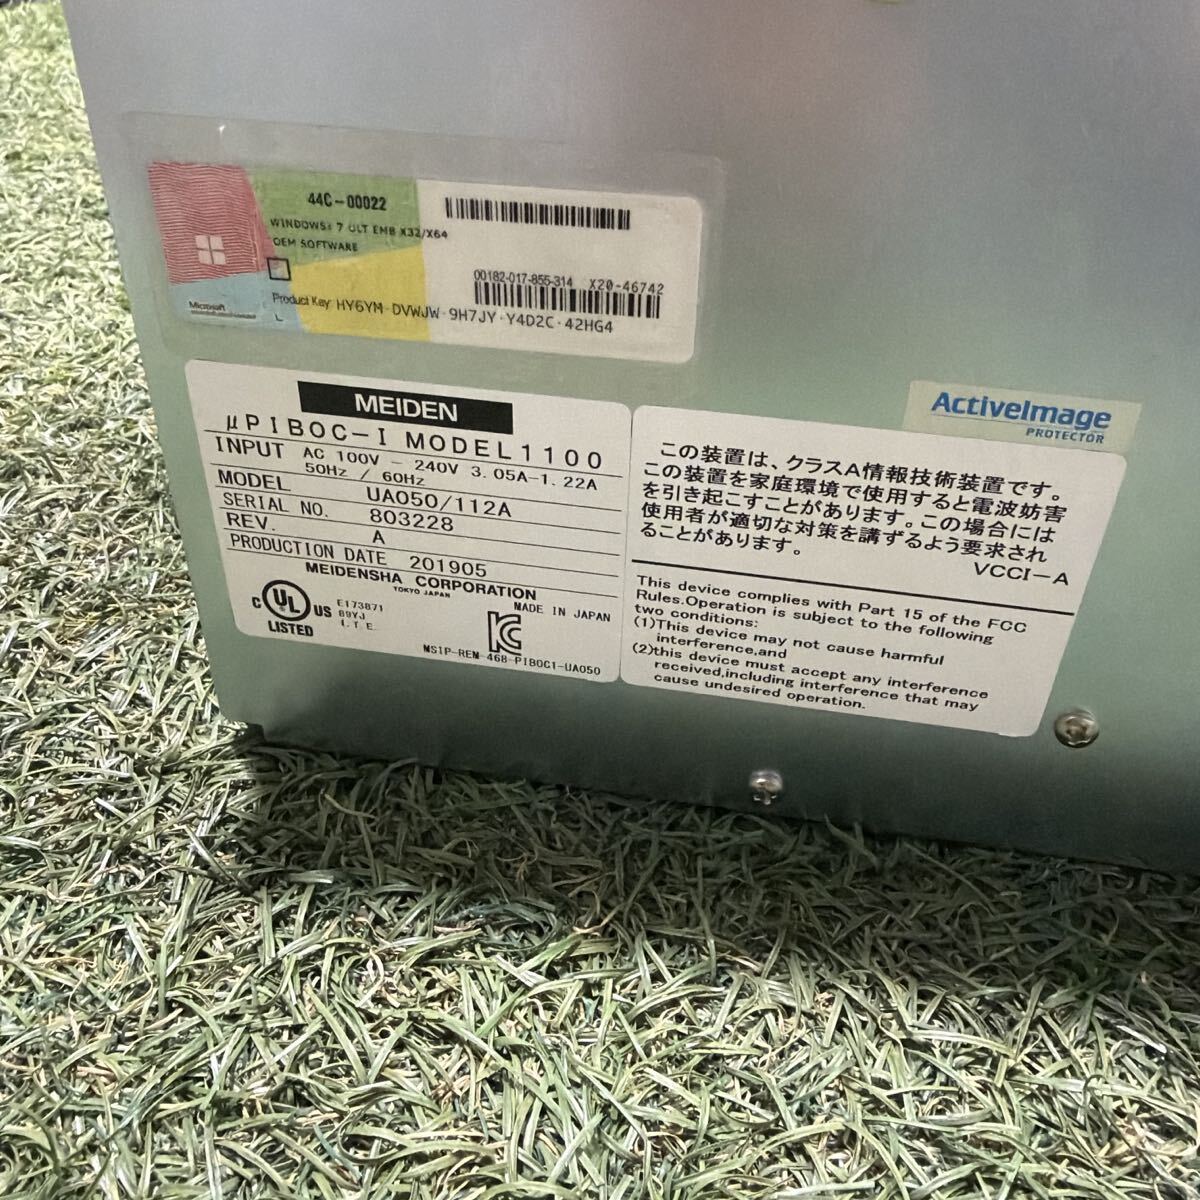 44C-00022
WINDOWS® 7 ULT EMB X32/X64
OEM SOFTWARE
00182-017-855-314 X20-46742
Product Key: HY6YM-DVWJW-9H7JY-Y4D2C-42HG4
Microsoft
MEIDEN
μPIBOC-I MODEL1100
INPUT AC 100V - 240V 3.05A-1.22A
50Hz / 60Hz
MODEL UA050/112A
SERIAL NO. 803228
REV. A
PRODUCTION DATE 201905
MEIDENSHA CORPORATION
TOKYO JAPAN
MADE IN JAPAN
C UL US
LISTED
E173871
89YJ
I.T.E.
MSIP-REM-468-PIBOC1-UA050
ActiveImage
PROTECTOR
この装置は、クラスA情報技術装置です。
この装置を家庭環境で使用すると電波妨害
を引き起こすことがあります。この場合には
使用者が適切な対策を講ずるよう要求され
ることがあります。
VCCI-A
This device complies with Part 15 of the FCC
Rules.Operation is subject to the following
two conditions:
(1)This device may not cause harmful
interference,and
(2)this device must accept any interference
received,including interference that may
cause undesired operation.